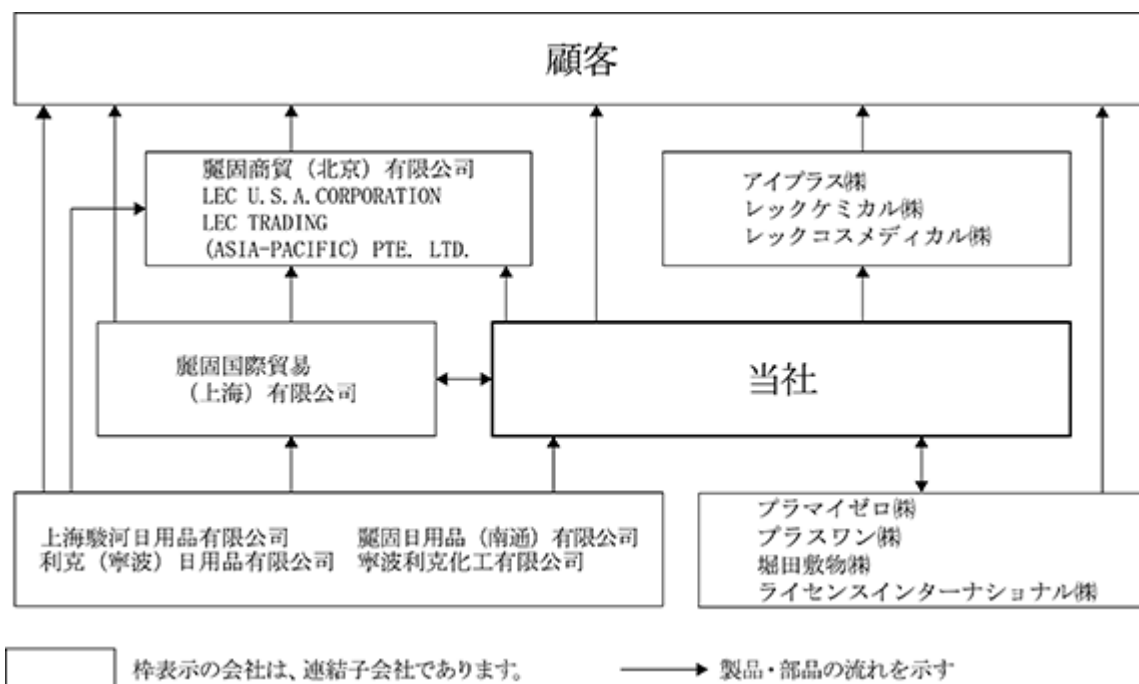 顧客
麗固商貿（北京）有限公司
LEC U.S.A.CORPORATION
LEC TRADING
(ASIA-PACIFIC) PTE. LTD.
アイプラス㈱
レックケミカル㈱
レックコスメディカル㈱
麗固国際貿易
（上海）有限公司
当社
上海駿河日用品有限公司 麗固日用品（南通）有限公司
利克（寧波）日用品有限公司 寧波利克化工有限公司
プラマイゼロ㈱
プラスワン㈱
堀田敷物㈱
ライセンスインターナショナル㈱
枠表示の会社は、連結子会社であります。
製品・部品の流れを示す